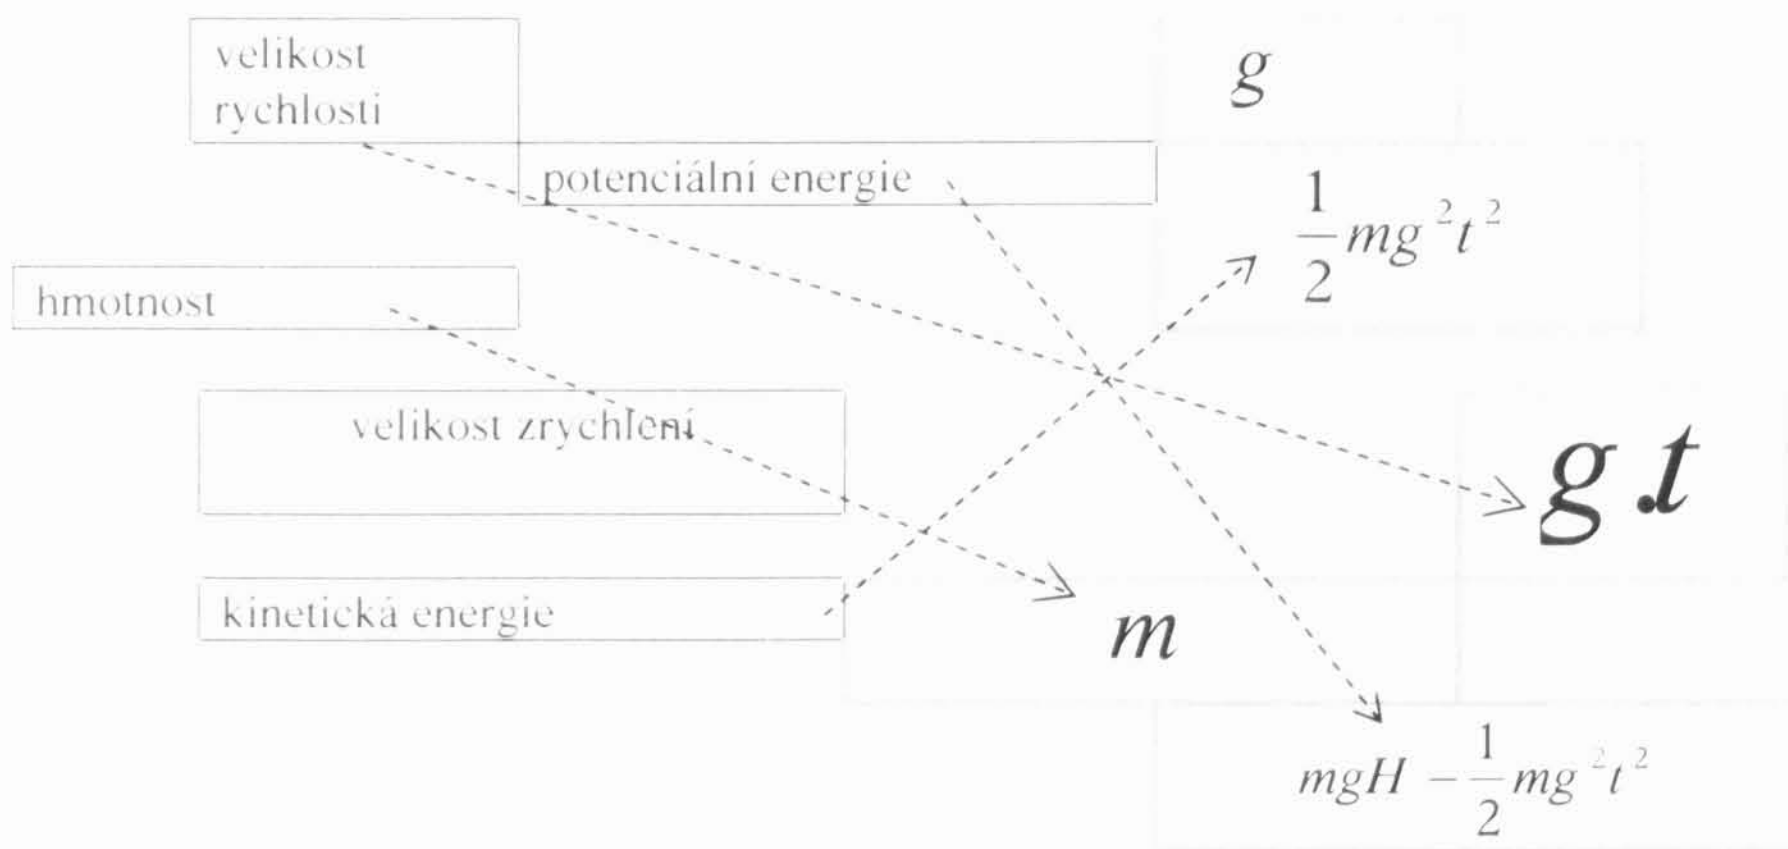 velikost
rychlosti
g
potenciální energie
1/2 mg²t²
hmotnost
velikost zrychlení
g.t
kinetická energie
m
mgH − 1/2 mg²t²